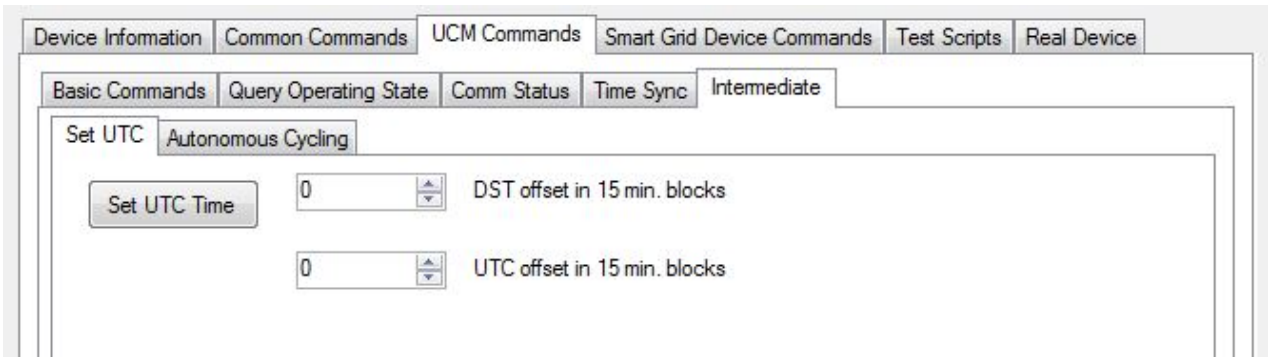 Device Information Common Commands UCM Commands Smart Grid Device Commands Test Scripts Real Device
Basic Commands Query Operating State Comm Status Time Sync Intermediate
Set UTC Autonomous Cycling
Set UTC Time 0 DST offset in 15 min. blocks
0 UTC offset in 15 min. blocks